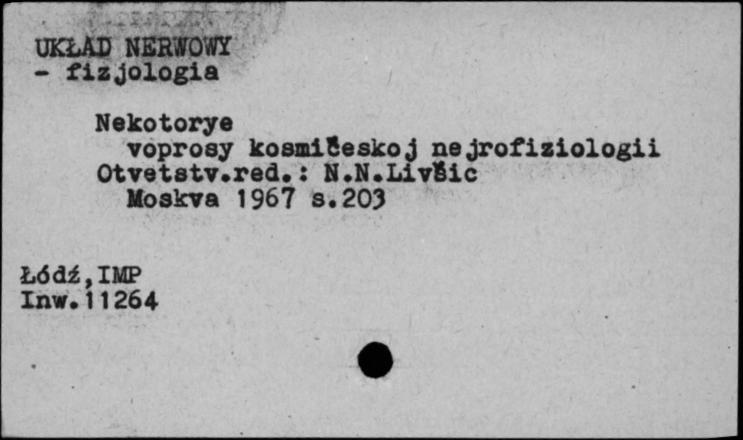 UKŁAD NERWOWY
- fizjologia
Nekotorye
voprosy kosmičeskoj nejrofiziologii
Otvetstv.red.: N.N.Livšic
Moskva 1967 s.203
Łódź,IMP
Inw.11264